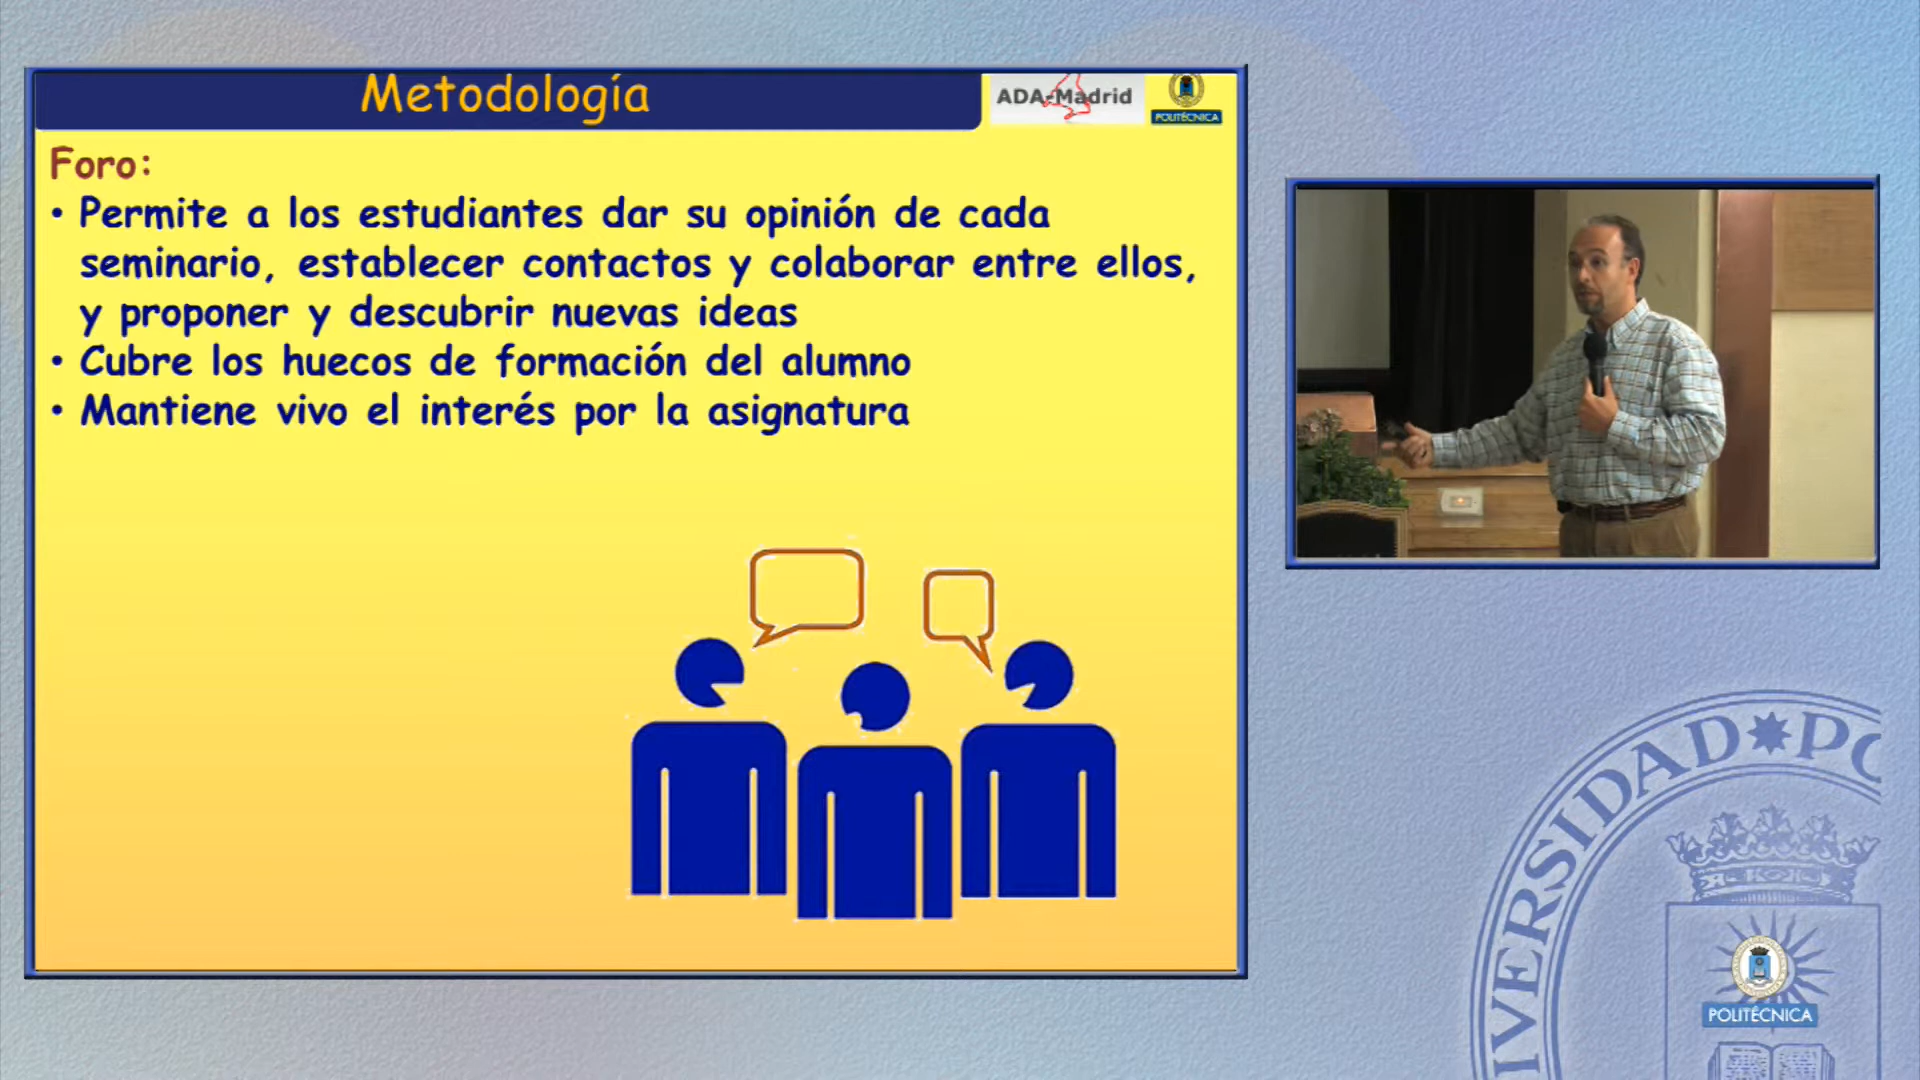 Metodología
ADA-Madrid
POLITÉCNICA
Foro:
• Permite a los estudiantes dar su opinión de cada
seminario, establecer contactos y colaborar entre ellos,
y proponer y descubrir nuevas ideas
• Cubre los huecos de formación del alumno
• Mantiene vivo el interés por la asignatura
IVERSIDAD PO
POLITÉCNICA